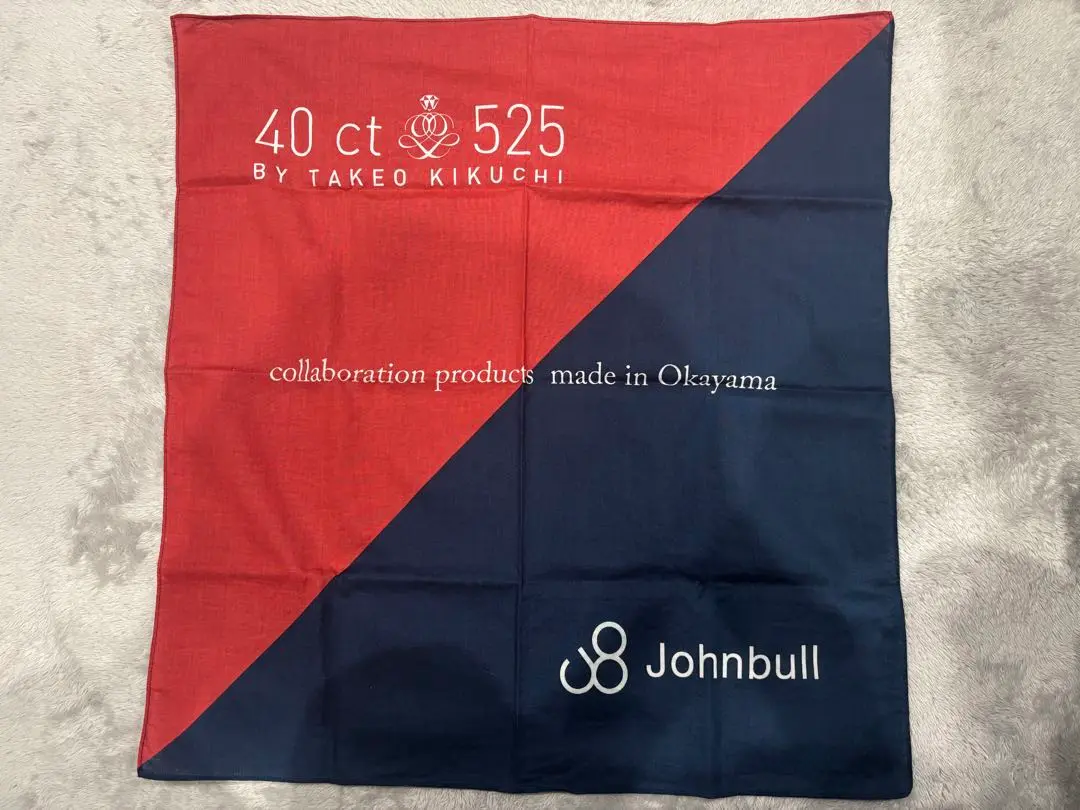 40 ct 525
BY TAKEO KIKUCHI
collaboration products made in Okayama
Johnbull